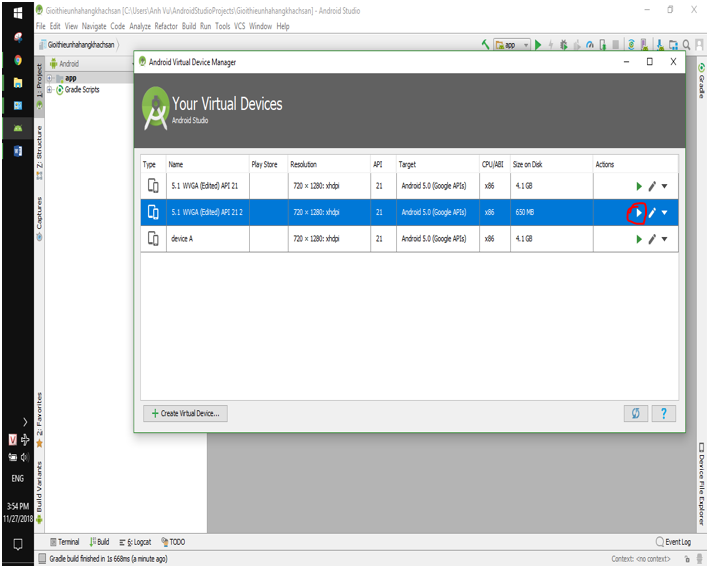 Gioithieunhahangkhachsan [C:\Users\Anh Vu\AndroidStudioProjects\Gioithieunhahangkhachsan] - Android Studio
File Edit View Navigate Code Analyze Refactor Build Run Tools VCS Window Help
Gioithieunhahangkhachsan
app
Android
1: Project
app
Gradle Scripts
Z: Structure
Captures
2: Favorites
Build Variants
Gradle
Device File Explorer
Android Virtual Device Manager
Your Virtual Devices
Android Studio
Type Name Play Store Resolution API Target CPU/ABI Size on Disk Actions
5.1 WVGA (Edited) API 21 720 × 1280: xhdpi 21 Android 5.0 (Google APIs) x86 4.1 GB
5.1 WVGA (Edited) API 21 2 720 × 1280: xhdpi 21 Android 5.0 (Google APIs) x86 650 MB
device A 720 × 1280: xhdpi 21 Android 5.0 (Google APIs) x86 4.1 GB
+ Create Virtual Device...
?
V
ENG
3:54 PM
11/27/2018
Terminal Build 6: Logcat TODO Event Log
Gradle build finished in 1s 668ms (a minute ago) Context: <no context>